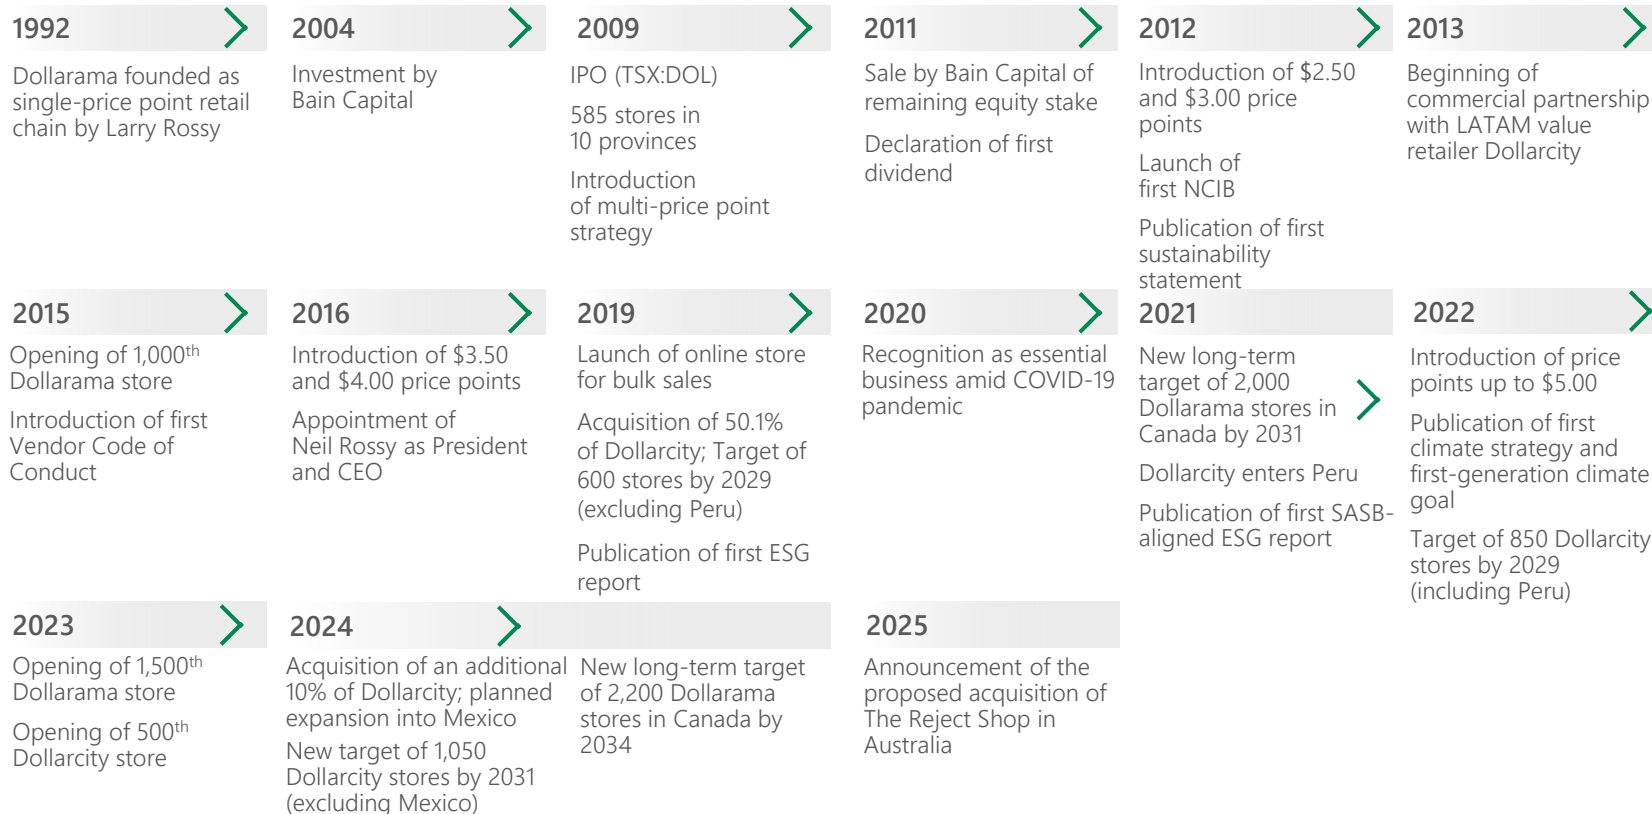 1992
Dollarama founded as
single-price point retail
chain by Larry Rossy
2004
Investment by
Bain Capital
2009
IPO (TSX:DOL)
585 stores in
10 provinces
Introduction
of multi-price point
strategy
2011
Sale by Bain Capital of
remaining equity stake
Declaration of first
dividend
2012
Introduction of $2.50
and $3.00 price
points
Launch of
first NCIB
Publication of first
sustainability
statement
2013
Beginning of
commercial partnership
with LATAM value
retailer Dollarcity
2015
Opening of 1,000th
Dollarama store
Introduction of first
Vendor Code of
Conduct
2016
Introduction of $3.50
and $4.00 price points
Appointment of
Neil Rossy as President
and CEO
2019
Launch of online store
for bulk sales
Acquisition of 50.1%
of Dollarcity; Target of
600 stores by 2029
(excluding Peru)
Publication of first ESG
report
2020
Recognition as essential
business amid COVID-19
pandemic
2021
New long-term
target of 2,000
Dollarama stores in
Canada by 2031
Dollarcity enters Peru
Publication of first SASB-
aligned ESG report
2022
Introduction of price
points up to $5.00
Publication of first
climate strategy and
first-generation climate
goal
Target of 850 Dollarcity
stores by 2029
(including Peru)
2023
Opening of 1,500th
Dollarama store
Opening of 500th
Dollarcity store
2024
Acquisition of an additional
10% of Dollarcity; planned
expansion into Mexico
New target of 1,050
Dollarcity stores by 2031
(excluding Mexico)
New long-term target
of 2,200 Dollarama
stores in Canada by
2034
2025
Announcement of the
proposed acquisition of
The Reject Shop in
Australia